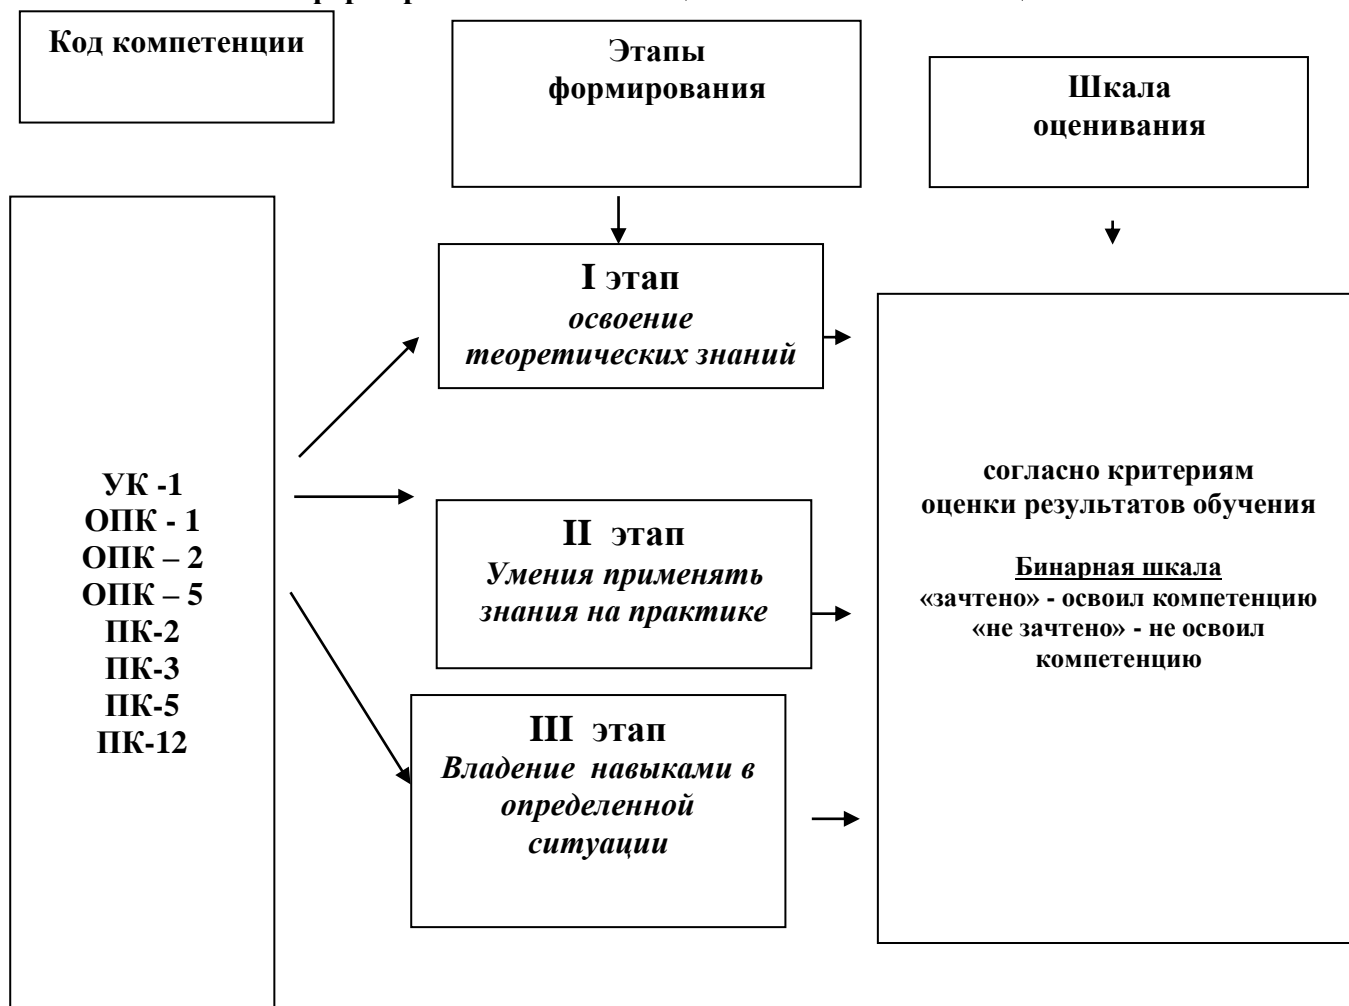 Код компетенции
Этапы
формирования
Шкала
оценивания
I этап
освоение
теоретических знаний
УК -1
ОПК - 1
ОПК – 2
ОПК – 5
ПК-2
ПК-3
ПК-5
ПК-12
II этап
Умения применять
знания на практике
III этап
Владение навыками в
определенной
ситуации
согласно критериям
оценки результатов обучения
Бинарная шкала
«зачтено» - освоил компетенцию
«не зачтено» - не освоил
компетенцию